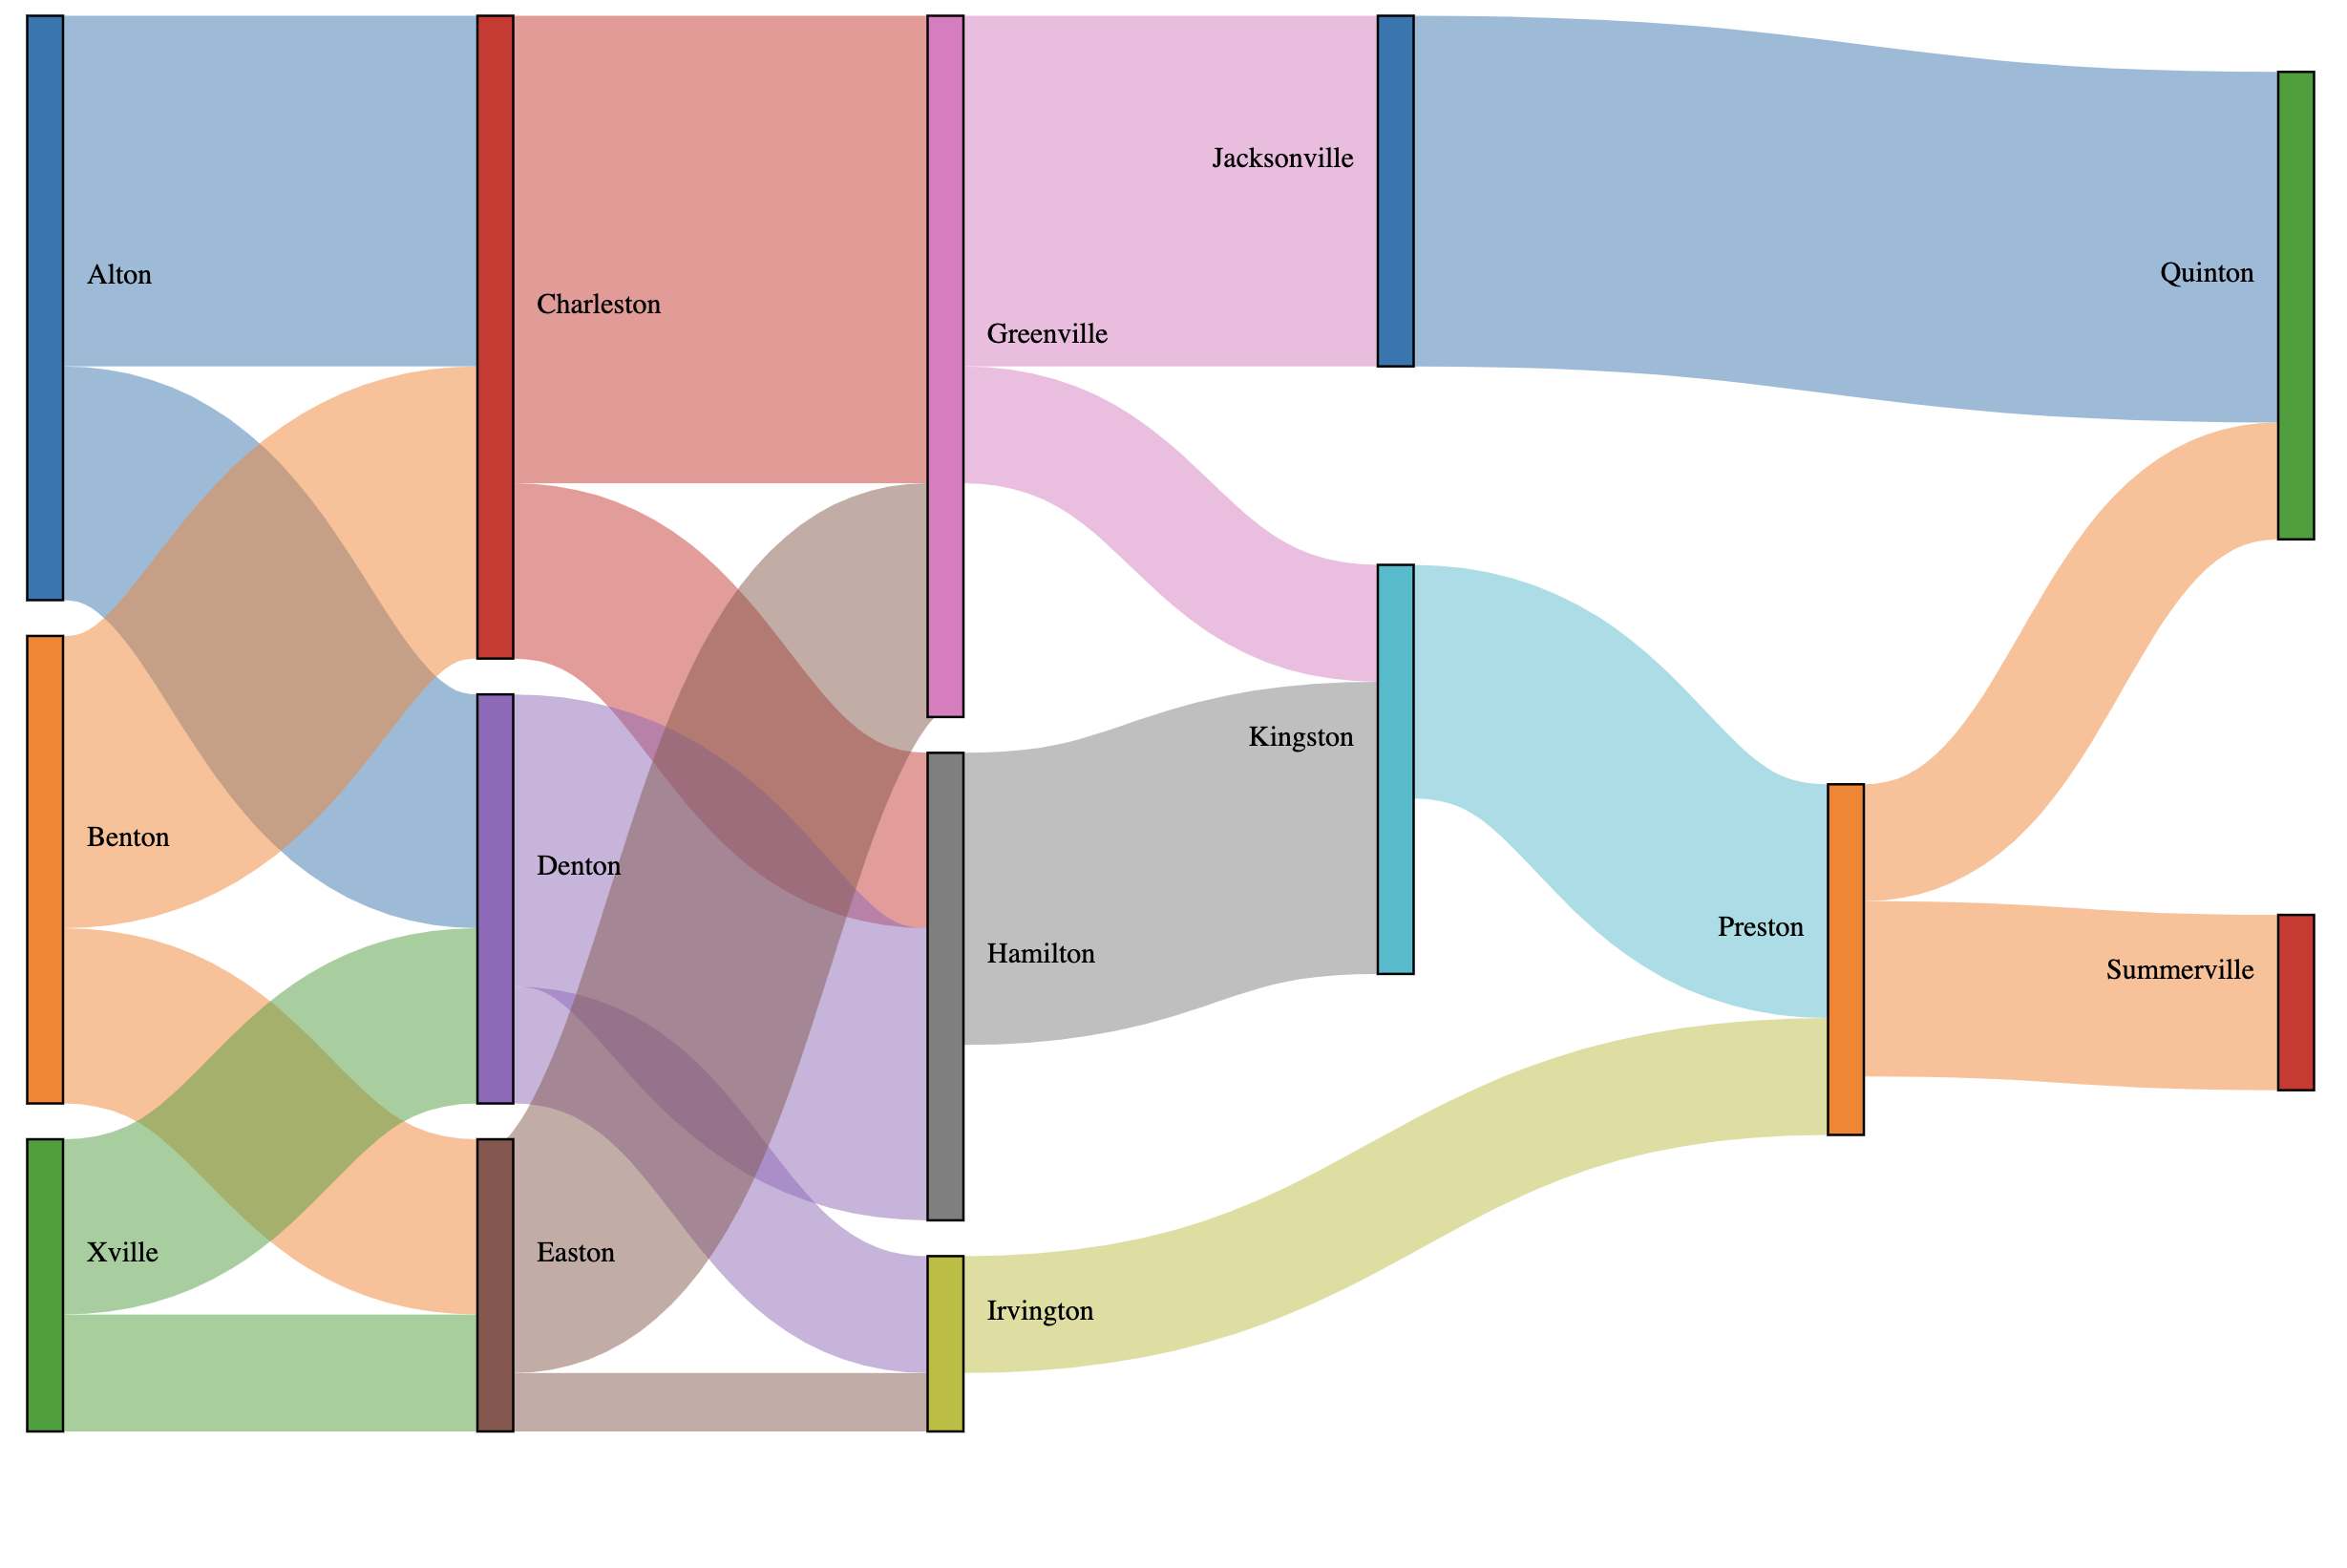 Alton
Benton
Xville
Charleston
Denton
Easton
Greenville
Hamilton
Irvington
Jacksonville
Kingston
Preston
Quinton
Summerville